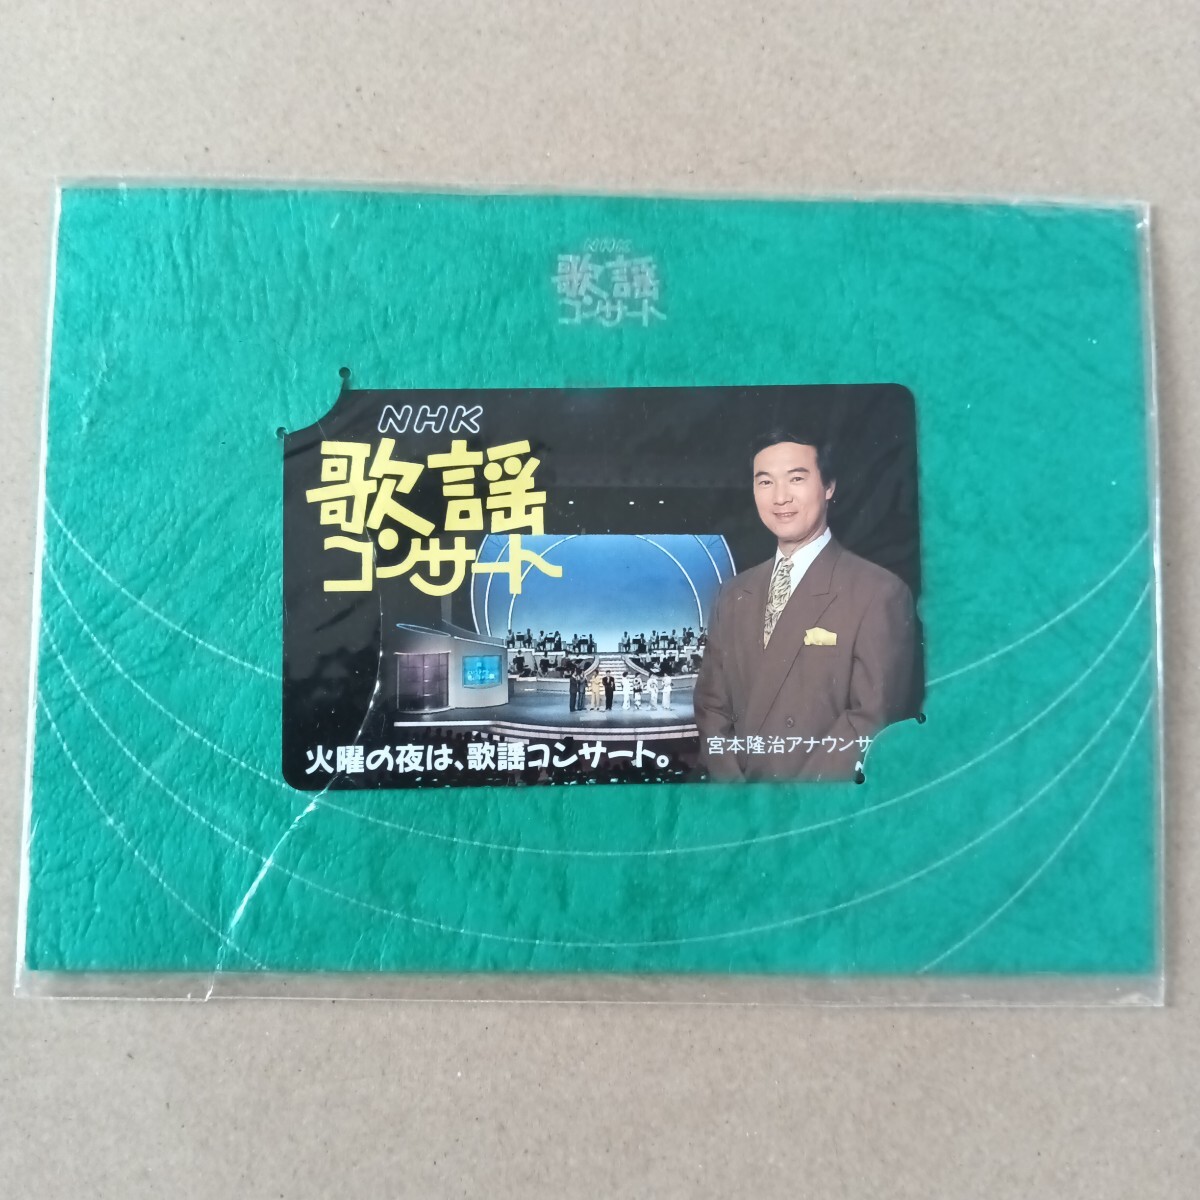 NHK
歌謡
コンサート
NHK
歌謡
コンサート
火曜の夜は、歌謡コンサート。
宮本隆治アナウンサ